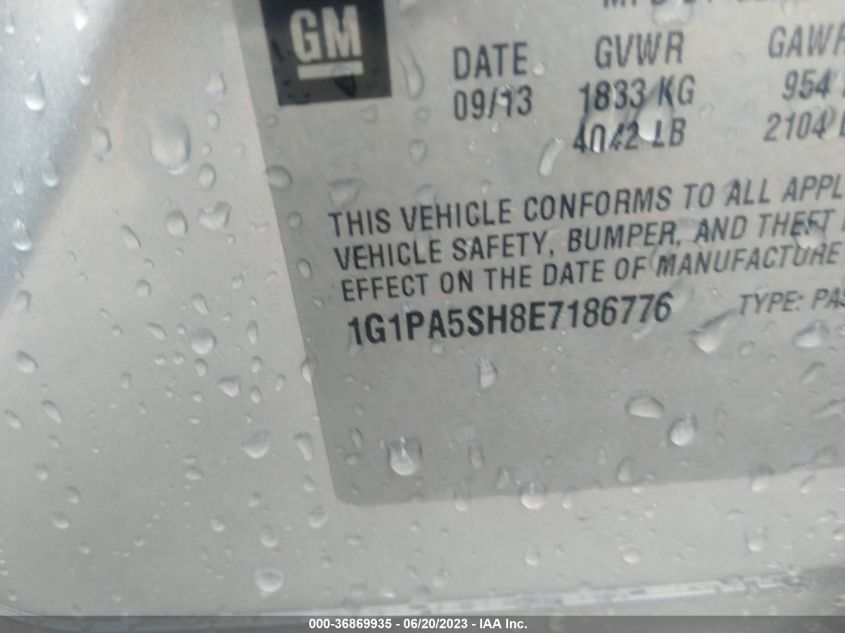 GM
DATE GVWR
09/13 1833 KG 954
4042 LB 2104
THIS VEHICLE CONFORMS TO ALL
VEHICLE SAFETY, BUMPER, AND THEFT
EFFECT ON THE DATE OF MANUFACTURE
1G1PA5SH8E7186776 TYPE:
000-36869935 - 06/20/2023 - IAA Inc.